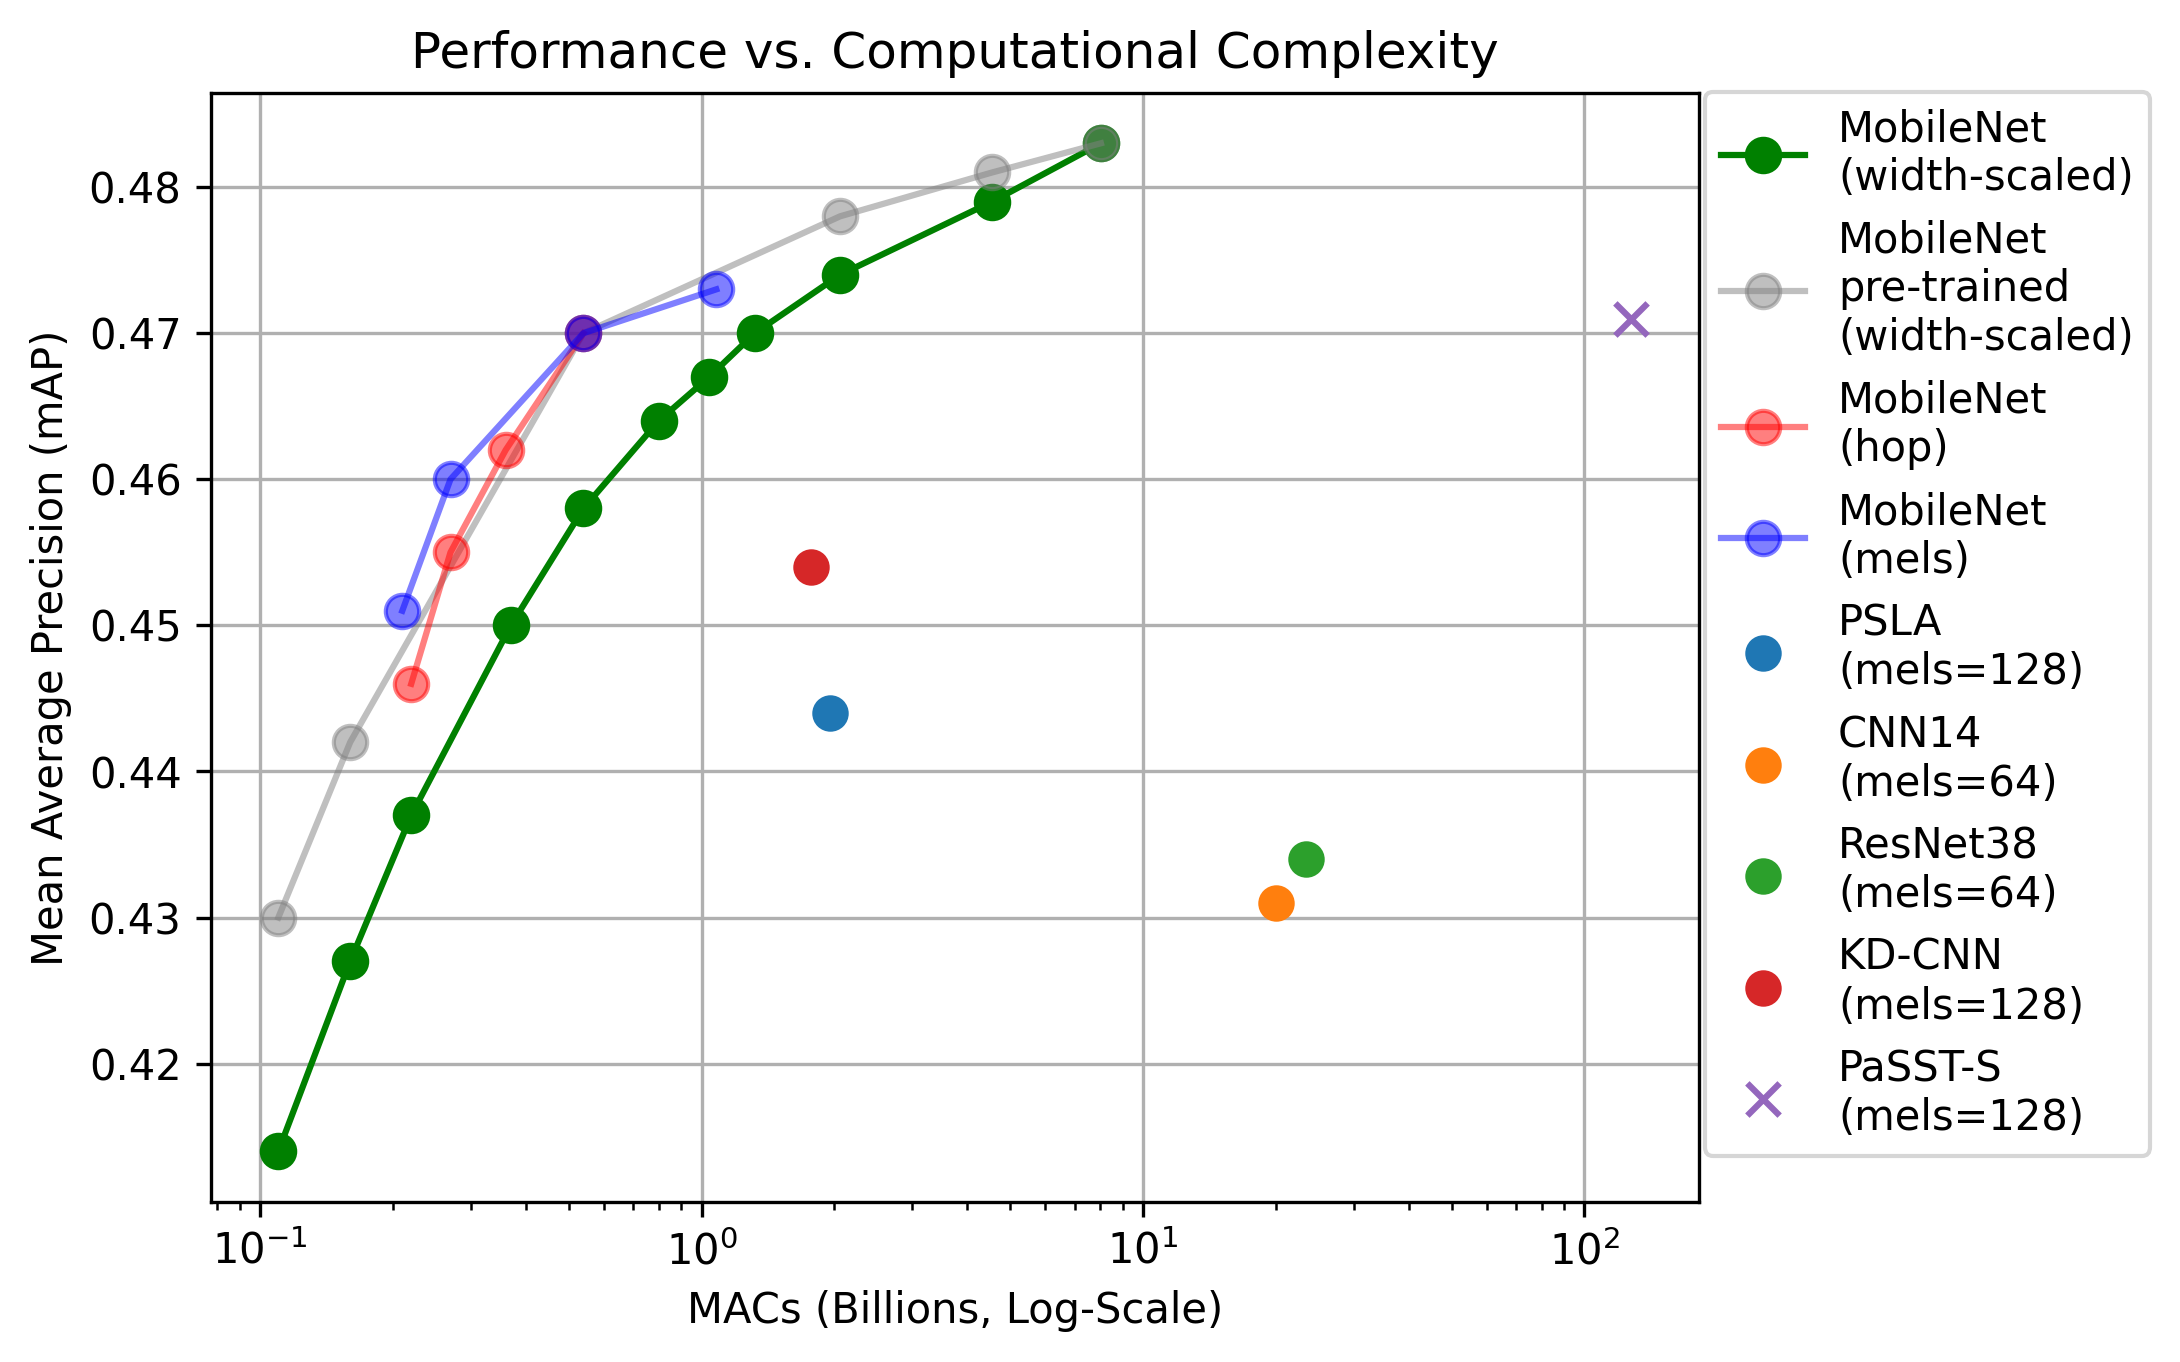 Performance vs. Computational Complexity
Mean Average Precision (mAP)
0.48
0.47
0.46
0.45
0.44
0.43
0.42
10⁻¹
10⁰
10¹
10²
MACs (Billions, Log-Scale)
MobileNet
(width-scaled)
MobileNet
pre-trained
(width-scaled)
MobileNet
(hop)
MobileNet
(mels)
PSLA
(mels=128)
CNN14
(mels=64)
ResNet38
(mels=64)
KD-CNN
(mels=128)
PaSST-S
(mels=128)